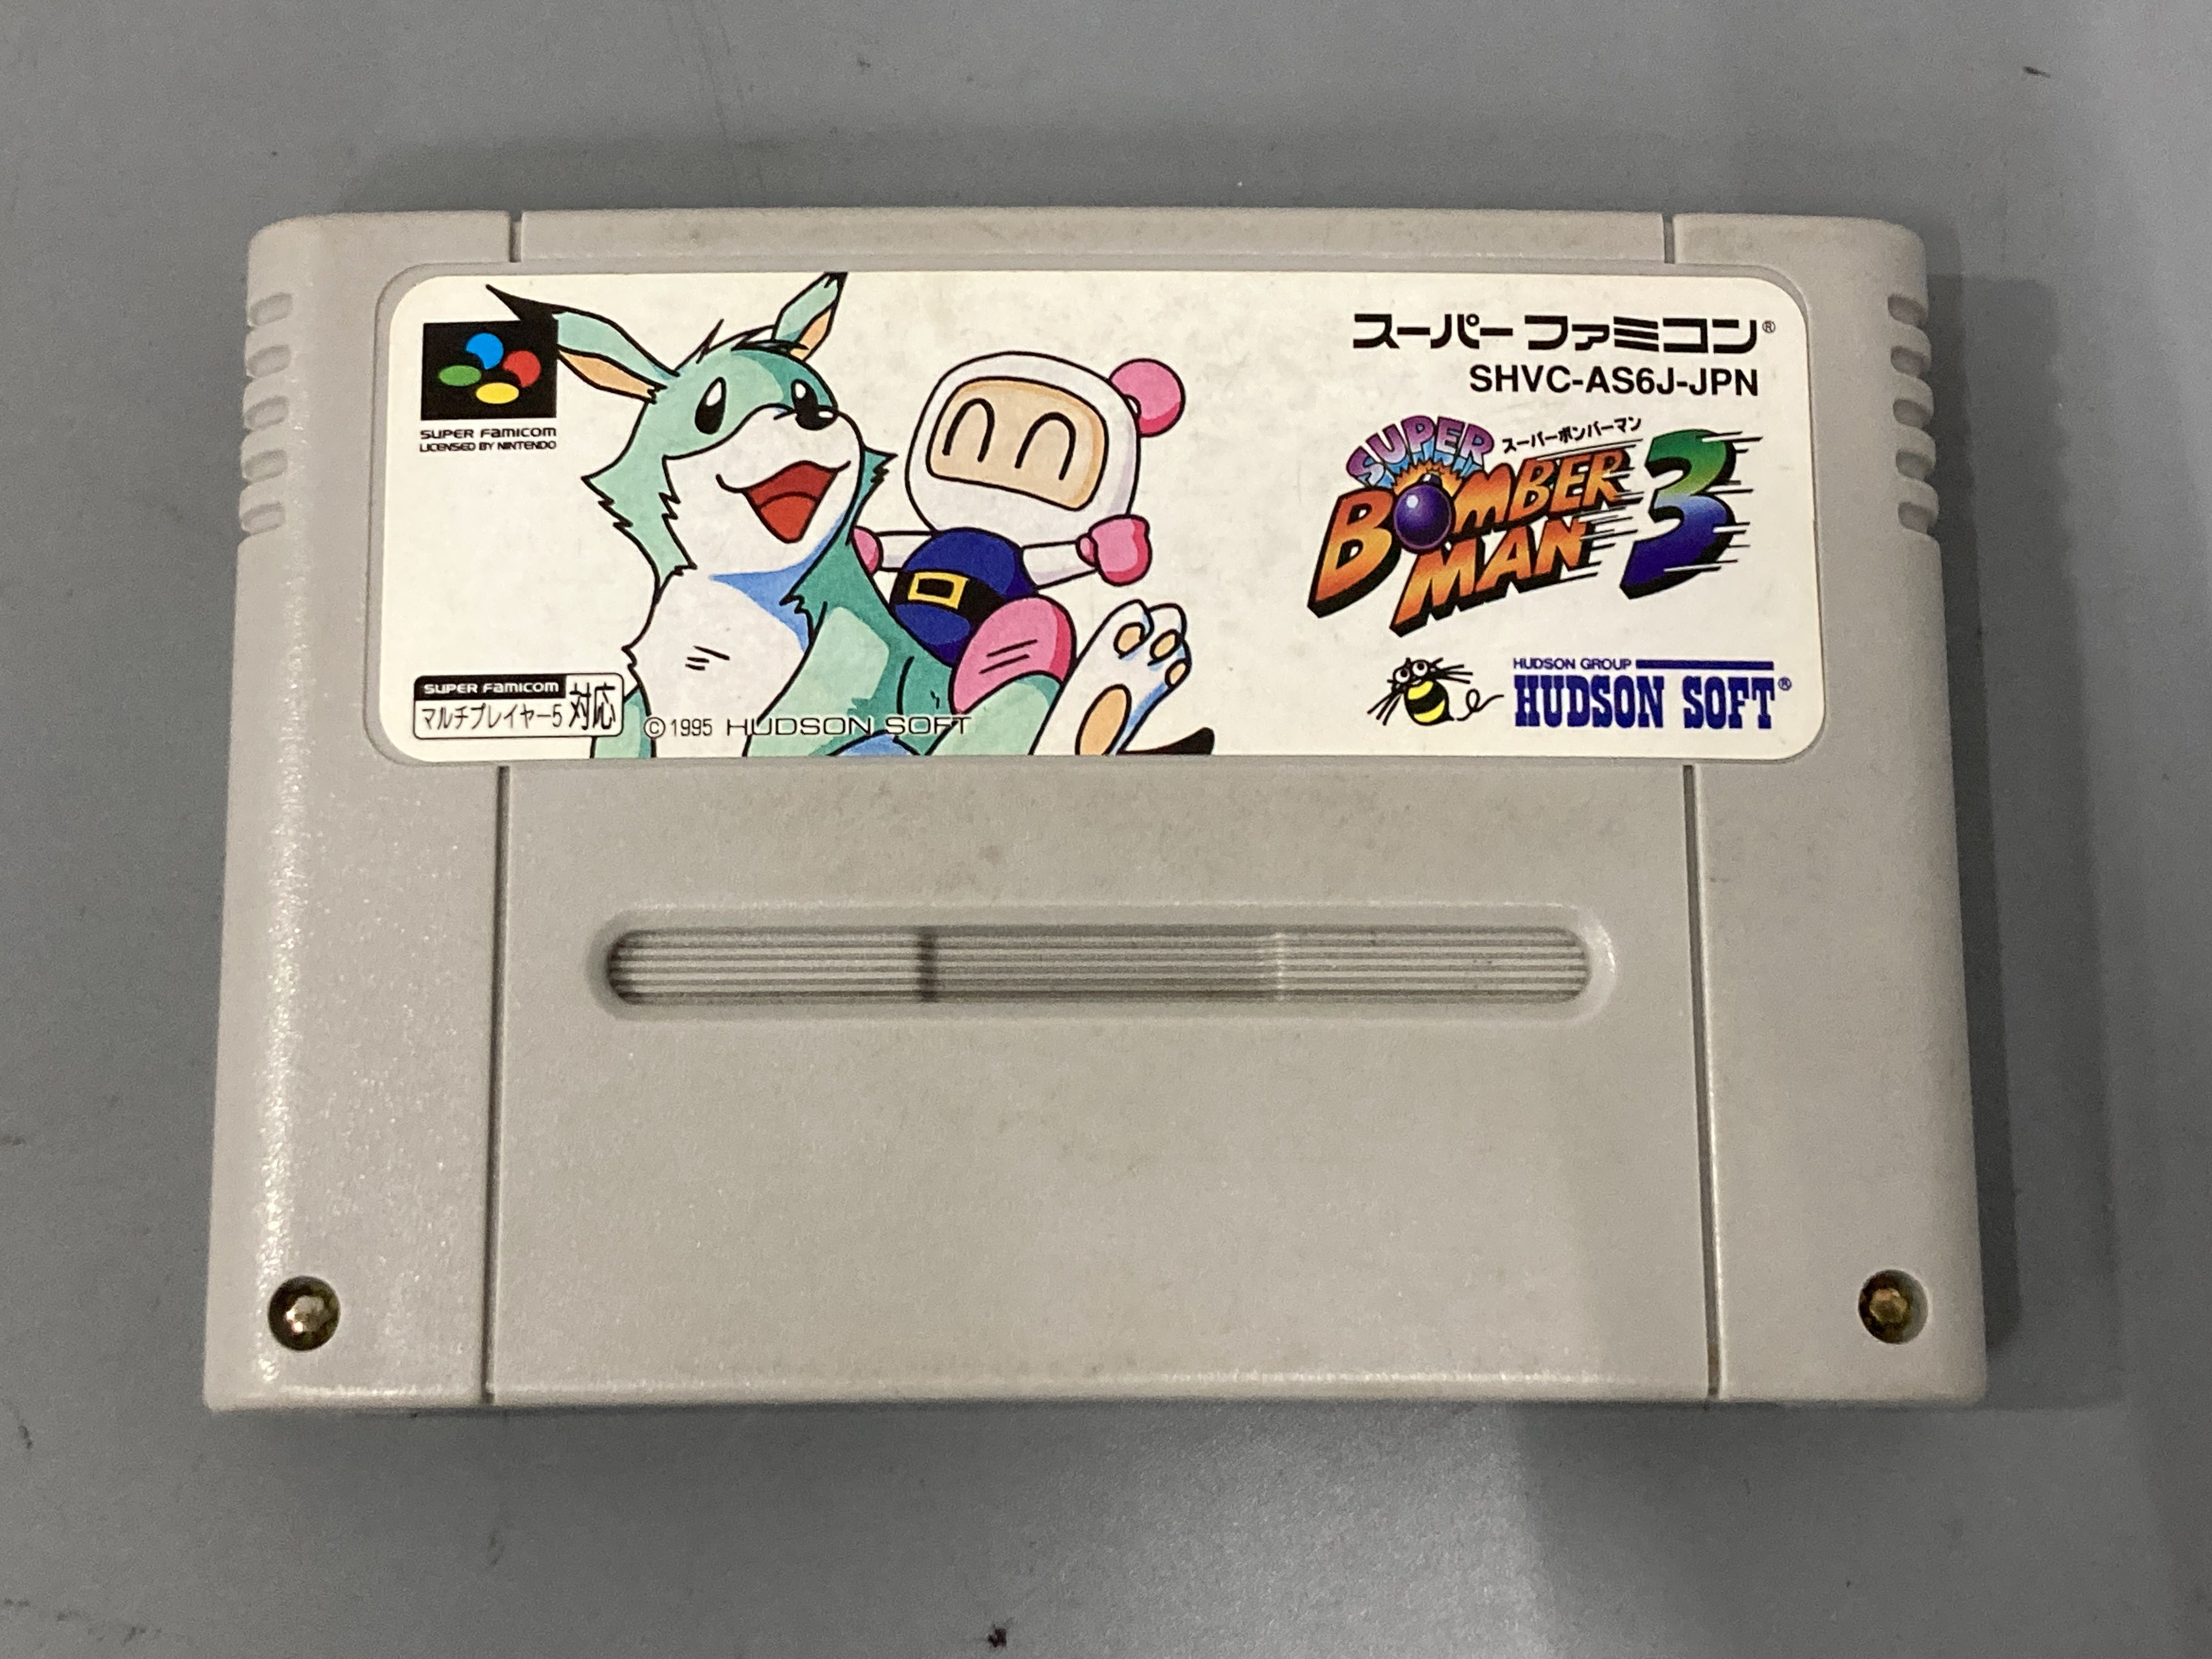 スーパーファミコン®
SHVC-AS6J-JPN
SUPER FAMICOM
LICENSED BY NINTENDO
SUPER
スーパーボンバーマン
BOMBER
MAN 3
HUDSON GROUP
HUDSON SOFT®
SUPER FAMICOM
マルチプレイヤー5 対応
©1995 HUDSON SOFT